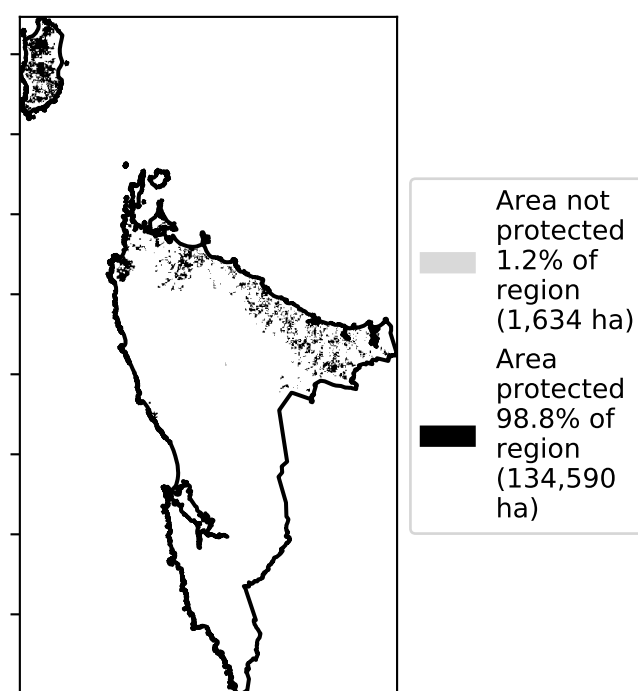 Area not
protected
1.2% of
region
(1,634 ha)
Area
protected
98.8% of
region
(134,590
ha)